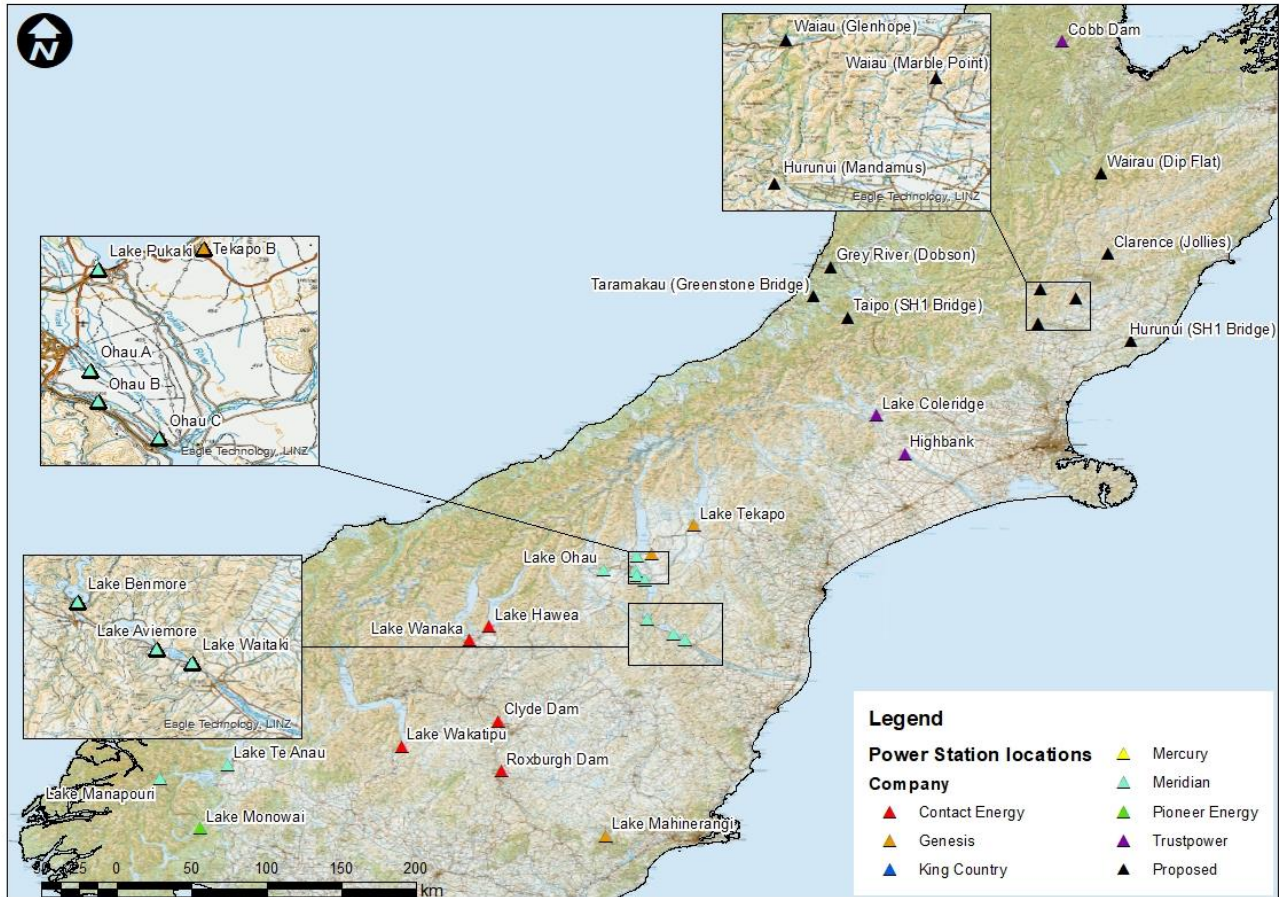 N
Waiau (Glenhope)
Waiau (Marble Point)
Hurunui (Mandamus)
Eagle Technology, LINZ
Cobb Dam
Wairau (Dip Flat)
Clarence (Jollies)
Grey River (Dobson)
Taramakau (Greenstone Bridge)
Taipo (SH1 Bridge)
Hurunui (SH1 Bridge)
Lake Pukaki
Tekapo B
Ohau A
Ohau B
Ohau C
Eagle Technology, LINZ
Lake Coleridge
Highbank
Lake Tekapo
Lake Ohau
Lake Benmore
Lake Aviemore
Lake Waitaki
Eagle Technology, LINZ
Lake Hawea
Lake Wanaka
Clyde Dam
Lake Wakatipu
Roxburgh Dam
Lake Te Anau
Lake Manapouri
Lake Monowai
Lake Mahinerangi
50 25 0 50 100 150 200
km
Legend
Power Station locations
Company
Contact Energy
Genesis
King Country
Mercury
Meridian
Pioneer Energy
Trustpower
Proposed